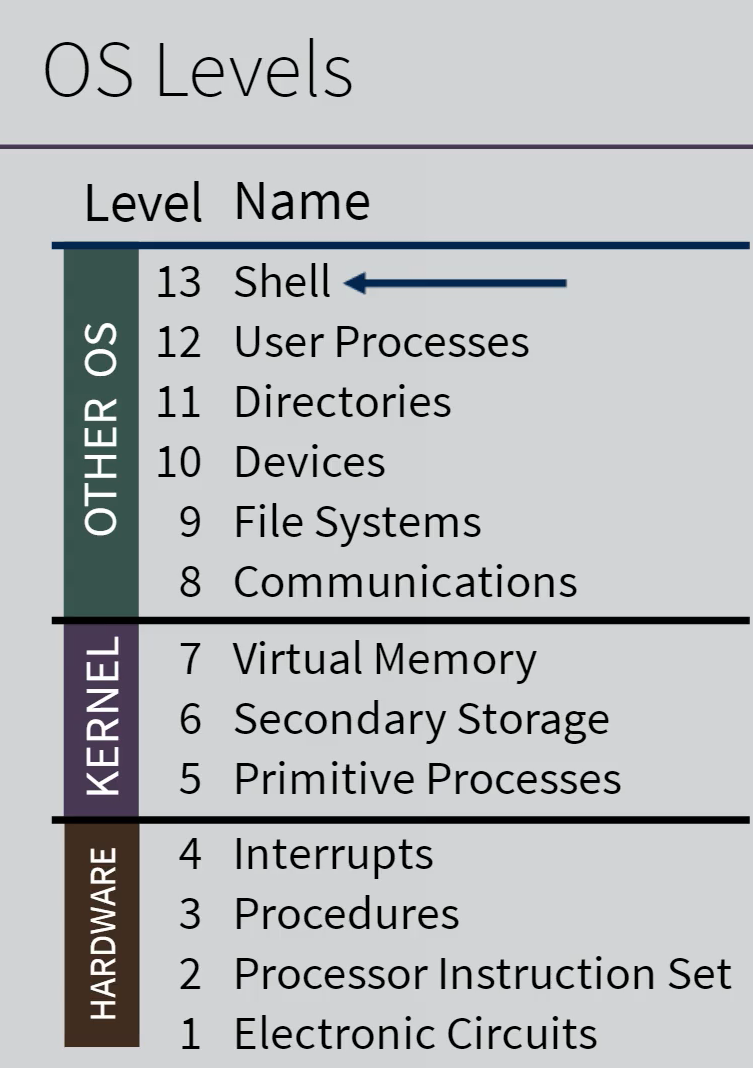 OS Levels
Level Name
OTHER OS
13 Shell
12 User Processes
11 Directories
10 Devices
9 File Systems
8 Communications
KERNEL
7 Virtual Memory
6 Secondary Storage
5 Primitive Processes
HARDWARE
4 Interrupts
3 Procedures
2 Processor Instruction Set
1 Electronic Circuits